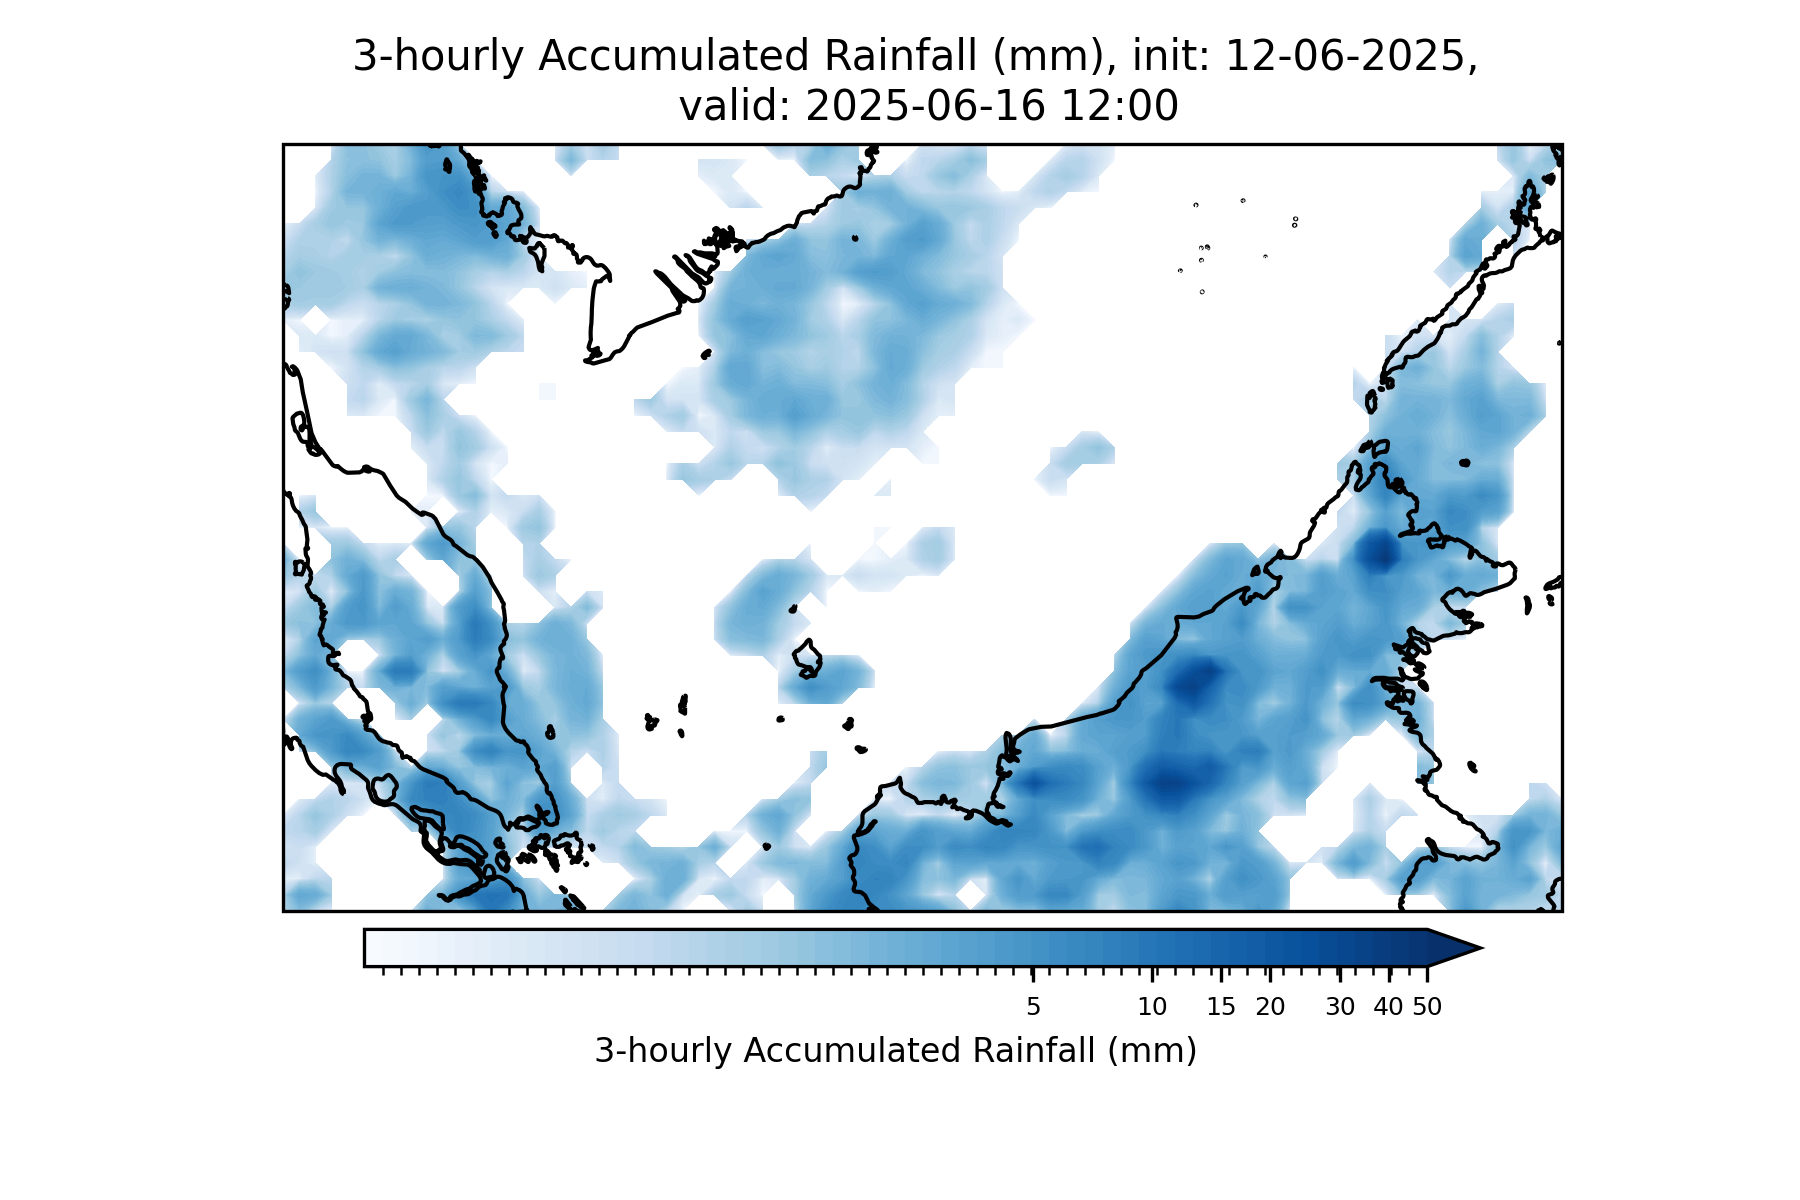 3-hourly Accumulated Rainfall (mm), init: 12-06-2025,
valid: 2025-06-16 12:00
5 10 15 20 30 40 50
3-hourly Accumulated Rainfall (mm)